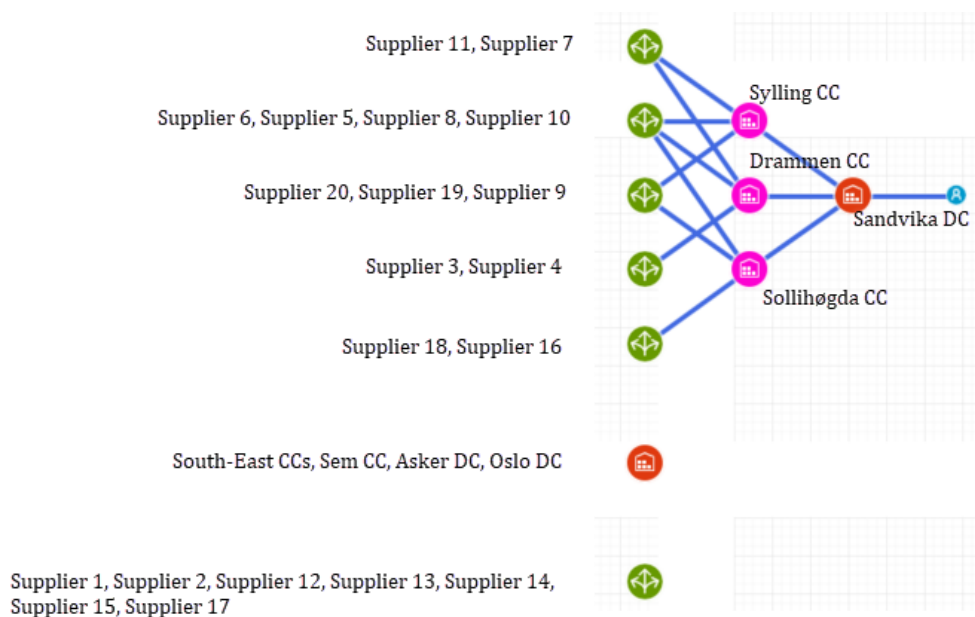 Supplier 11, Supplier 7
Sylling CC
Supplier 6, Supplier 5, Supplier 8, Supplier 10
Drammen CC
Supplier 20, Supplier 19, Supplier 9
Sandvika DC
Supplier 3, Supplier 4
Sollihøgda CC
Supplier 18, Supplier 16
South-East CCs, Sem CC, Asker DC, Oslo DC
Supplier 1, Supplier 2, Supplier 12, Supplier 13, Supplier 14,
Supplier 15, Supplier 17